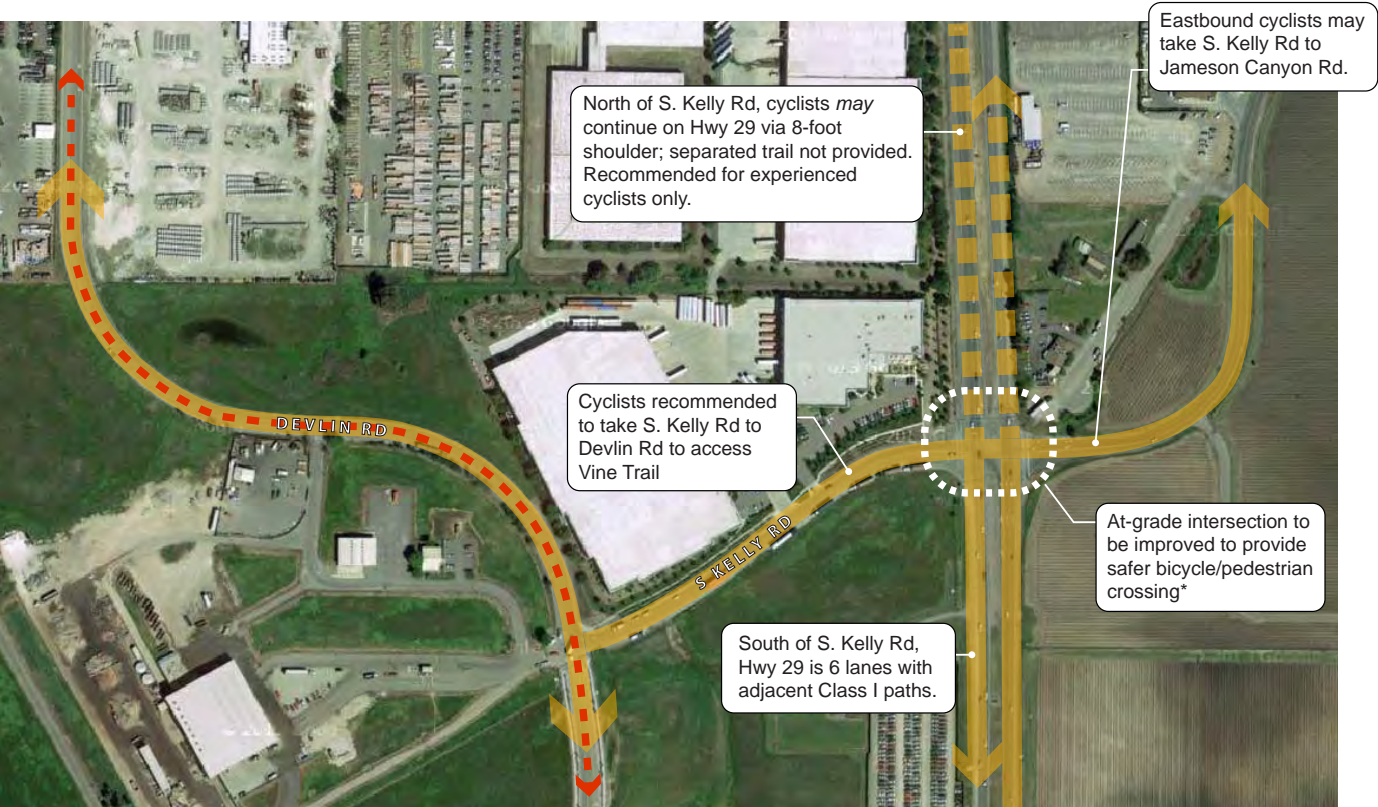 Eastbound cyclists may
take S. Kelly Rd to
Jameson Canyon Rd.
North of S. Kelly Rd, cyclists may
continue on Hwy 29 via 8-foot
shoulder; separated trail not provided.
Recommended for experienced
cyclists only.
Cyclists recommended
to take S. Kelly Rd to
Devlin Rd to access
Vine Trail
DEVLIN RD
S KELLY RD
At-grade intersection to
be improved to provide
safer bicycle/pedestrian
crossing*
South of S. Kelly Rd,
Hwy 29 is 6 lanes with
adjacent Class I paths.